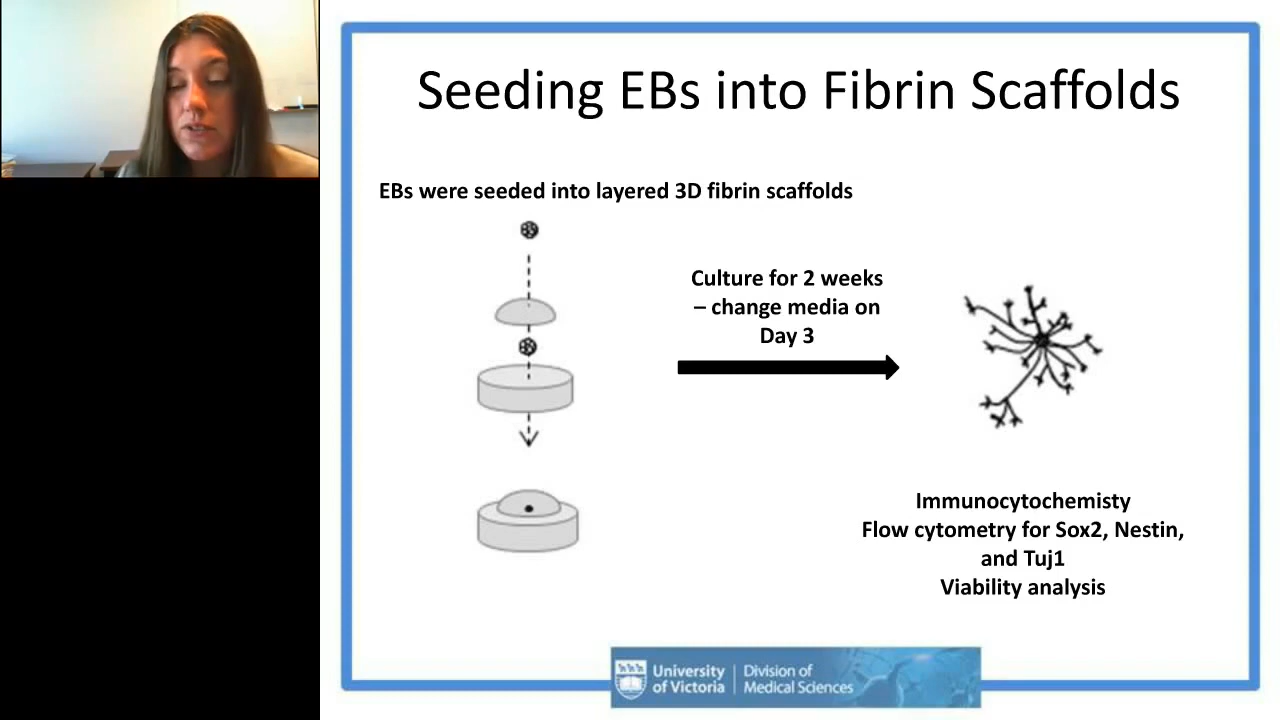 Seeding EBs into Fibrin Scaffolds
EBs were seeded into layered 3D fibrin scaffolds
Culture for 2 weeks
– change media on
Day 3
Immunocytochemisty
Flow cytometry for Sox2, Nestin,
and Tuj1
Viability analysis
University
of Victoria
Division of
Medical Sciences